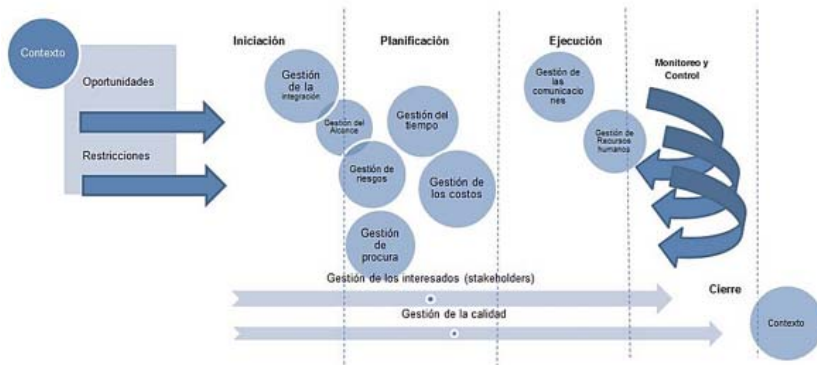 Contexto
Oportunidades
Restricciones
Iniciación
Planificación
Ejecución
Monitoreo y
Control
Gestión
de la
integración
Gestión del
Alcance
Gestión del
tiempo
Gestión de
riesgos
Gestión de
los costos
Gestión
de
procura
Gestión de
las
comunicacio
nes
Gestión de
Recursos
humanos
Gestión de los interesados (stakeholders)
Gestión de la calidad
Cierre
Contexto